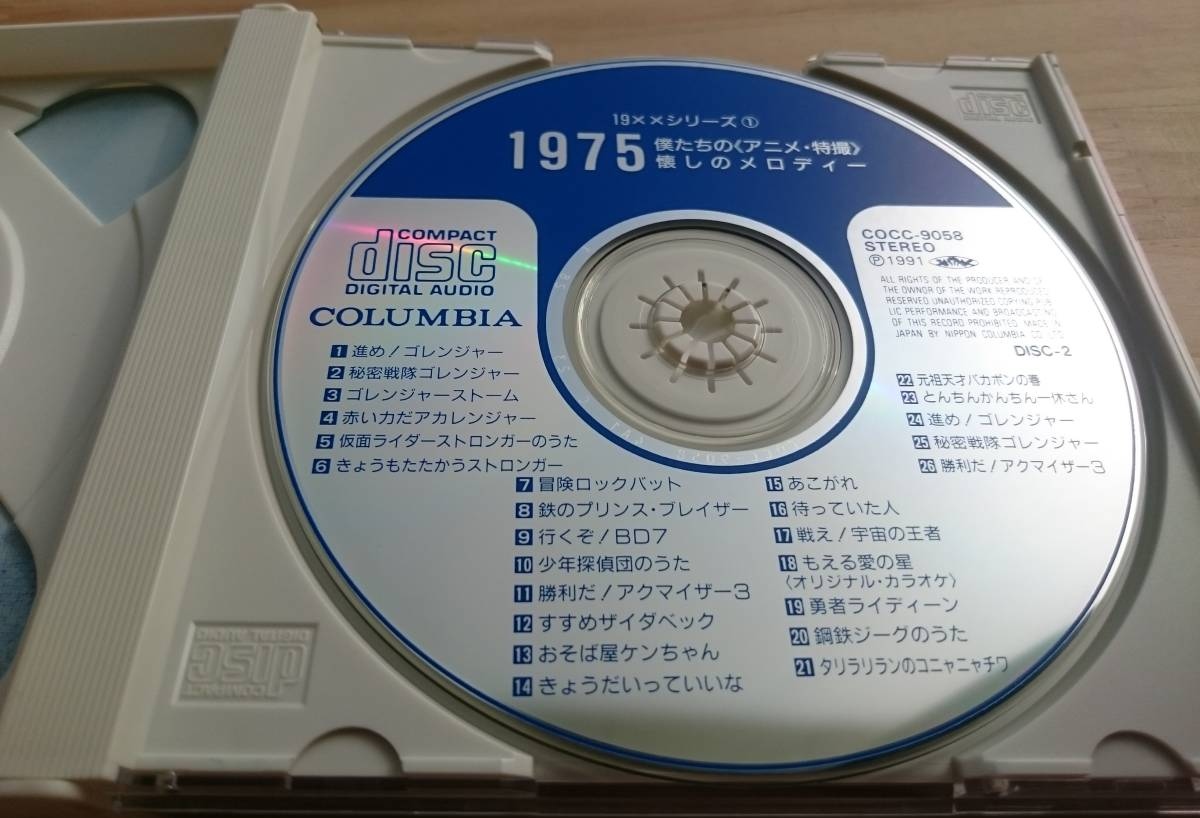 19××シリーズ①
1975 僕たちの《アニメ・特撮》
懐しのメロディー
COMPACT
disc
DIGITAL AUDIO
COLUMBIA
COCC-9058
STEREO
Ⓟ1991
ALL RIGHTS OF THE PRODUCER AND OF
THE OWNOR OF THE WORK REPRODUCED
RESERVED UNAUTHORIZED COPYING PUB
LIC PERFORMANCE AND BROADCASTING
OF THIS RECORD PROHIBITED MADE IN
JAPAN BY NIPPON COLUMBIA CO LTD
DISC-2
1 進め!ゴレンジャー
2 秘密戦隊ゴレンジャー
3 ゴレンジャーストーム
4 赤い力だアカレンジャー
5 仮面ライダーストロンガーのうた
6 きょうもたたかうストロンガー
7 冒険ロックバット
8 鉄のプリンス・ブレイザー
9 行くぞ!BD7
10 少年探偵団のうた
11 勝利だ!アクマイザー3
12 すすめザイダベック
13 おそば屋ケンちゃん
14 きょうだいっていいな
15 あこがれ
16 待っていた人
17 戦え!宇宙の王者
18 もえる愛の星
〈オリジナル・カラオケ〉
19 勇者ライディーン
20 鋼鉄ジーグのうた
21 タリラリランのコニャニャチワ
22 元祖天才バカボンの春
23 とんちんかんちん一休さん
24 進め!ゴレンジャー
25 秘密戦隊ゴレンジャー
26 勝利だ!アクマイザー3
disc
DIGITAL AUDIO
COMPACT
disc
DIGITAL AUDIO